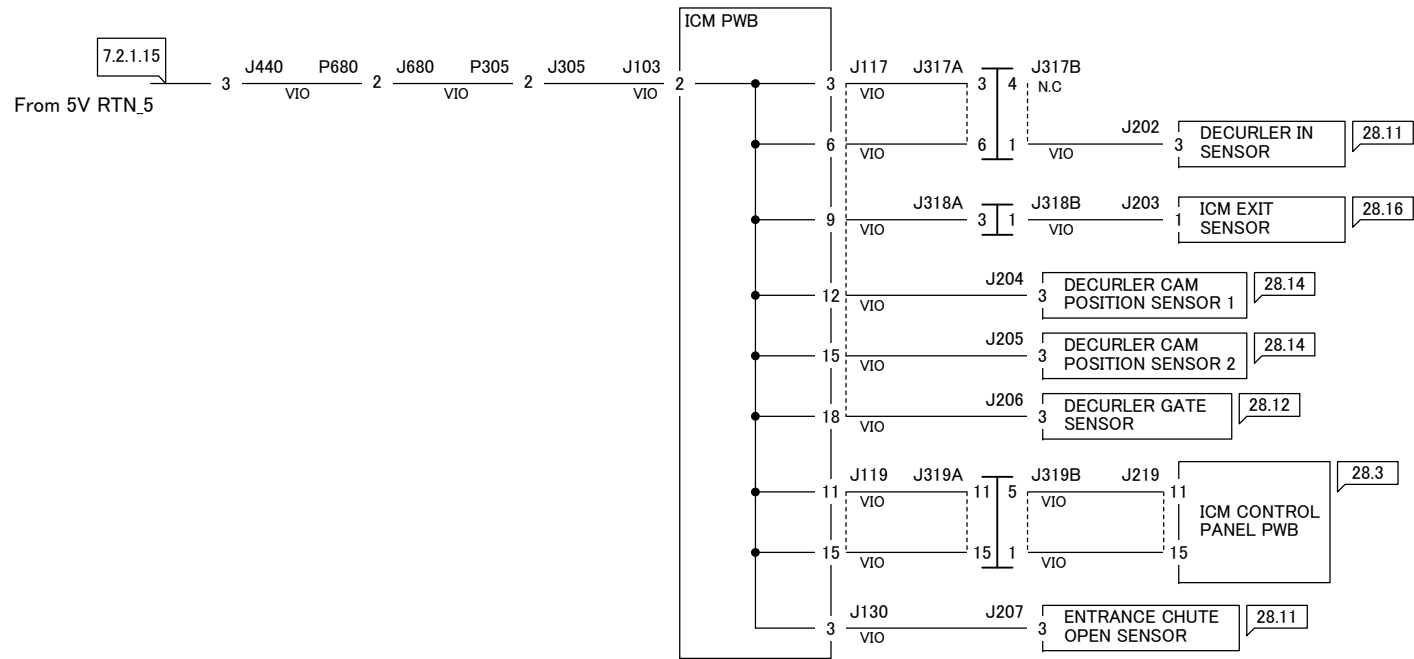 ICM PWB
7.2.1.15
From 5V RTN_5
3 J440 P680 2 J680 P305 2 J305 J103 2
VIO VIO VIO
3 J117 J317A 3 4 J317B
VIO N.C
6 VIO 6 1 VIO J202 3 DECURLER IN SENSOR 28.11
9 VIO J318A 3 1 J318B VIO J203 1 ICM EXIT SENSOR 28.16
12 VIO J204 3 DECURLER CAM POSITION SENSOR 1 28.14
15 VIO J205 3 DECURLER CAM POSITION SENSOR 2 28.14
18 VIO J206 3 DECURLER GATE SENSOR 28.12
11 J119 J319A 11 5 J319B J219 11 28.3
VIO VIO
ICM CONTROL
PANEL PWB
15 VIO 15 1 VIO 15
3 J130 VIO J207 3 ENTRANCE CHUTE OPEN SENSOR 28.11